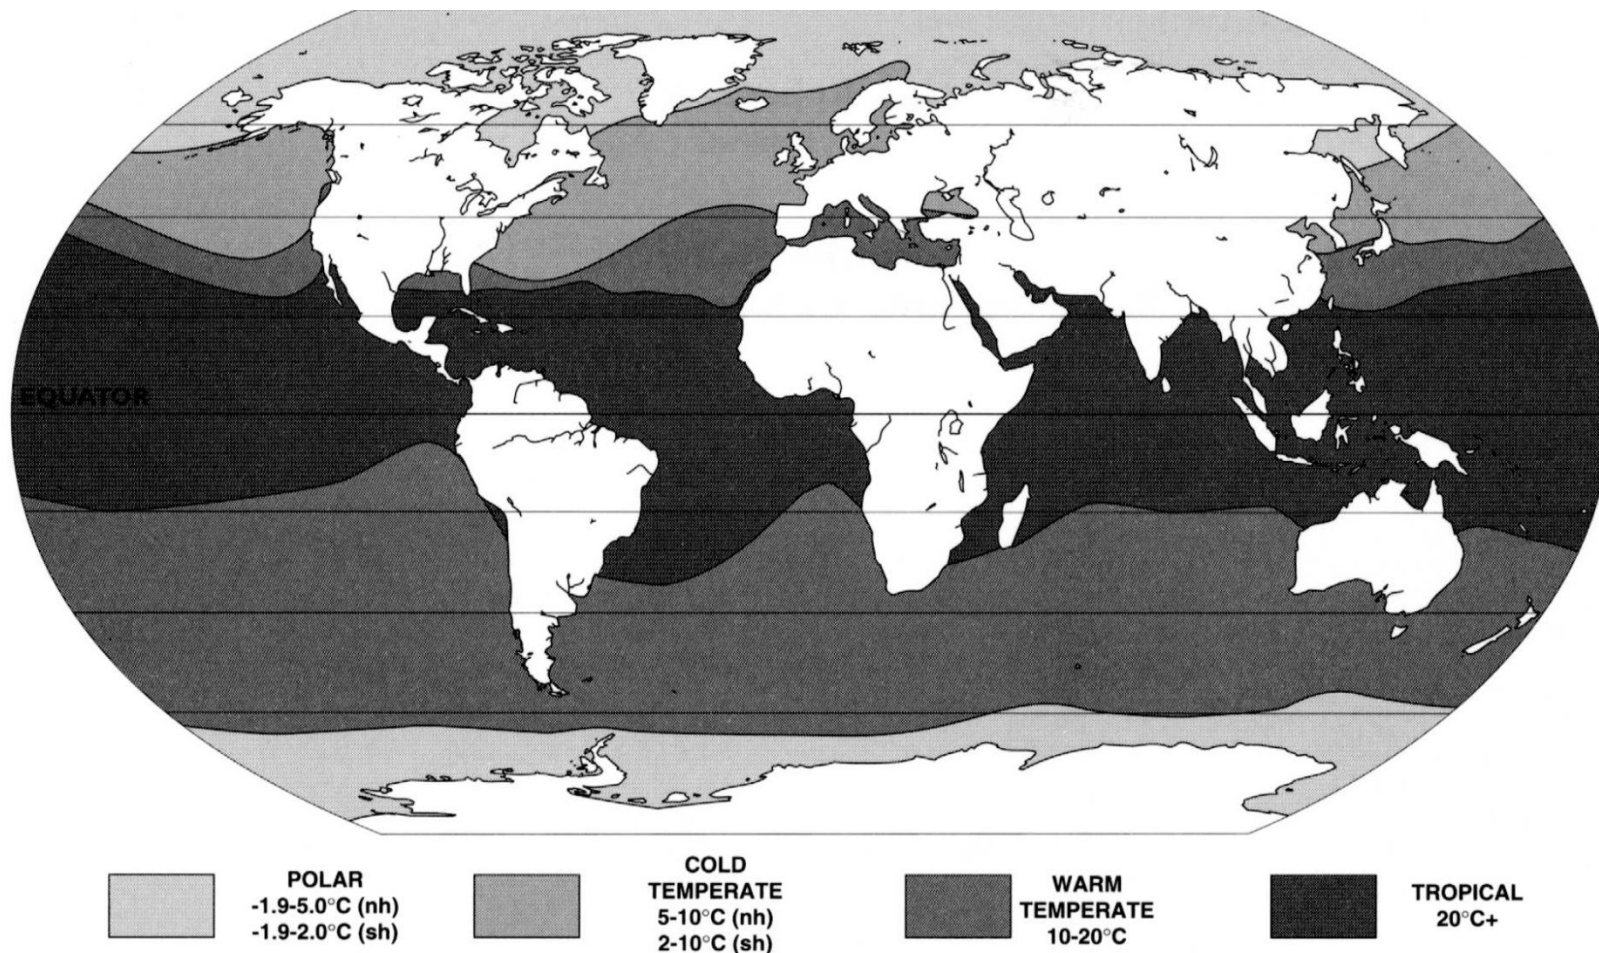 EQUATOR
POLAR
-1.9-5.0°C (nh)
-1.9-2.0°C (sh)
COLD
TEMPERATE
5-10°C (nh)
2-10°C (sh)
WARM
TEMPERATE
10-20°C
TROPICAL
20°C+